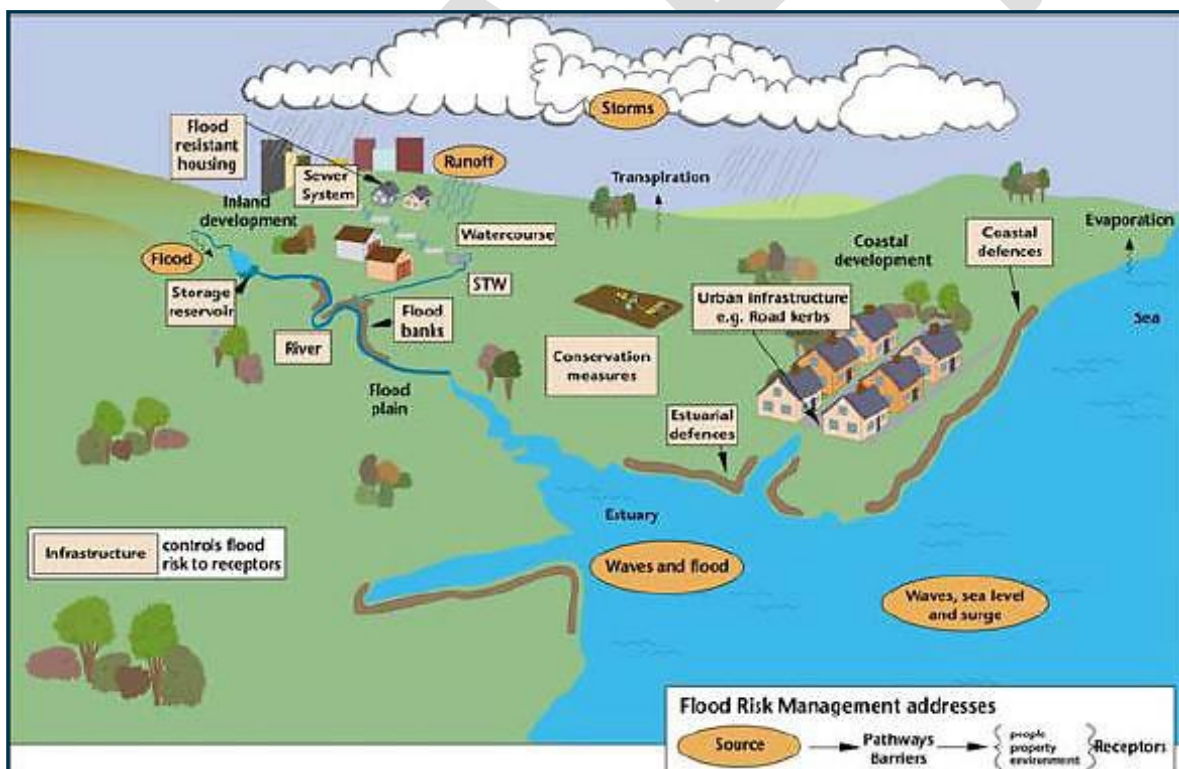 Storms
Flood
resistant
housing
Runoff
Sewer
System
Transpiration
Inland
development
Evaporation
Watercourse
Coastal
development
Coastal
defences
Flood
STW
Storage
reservoir
Urban infrastructure
e.g. Road kerbs
Flood
banks
Sea
River
Conservation
measures
Flood
plain
Estuarial
defences
Estuary
Infrastructure
controls flood
risk to receptors
Waves and flood
Waves, sea level
and surge
Flood Risk Management addresses
Source
Pathways
Barriers
people
property
environment
Receptors